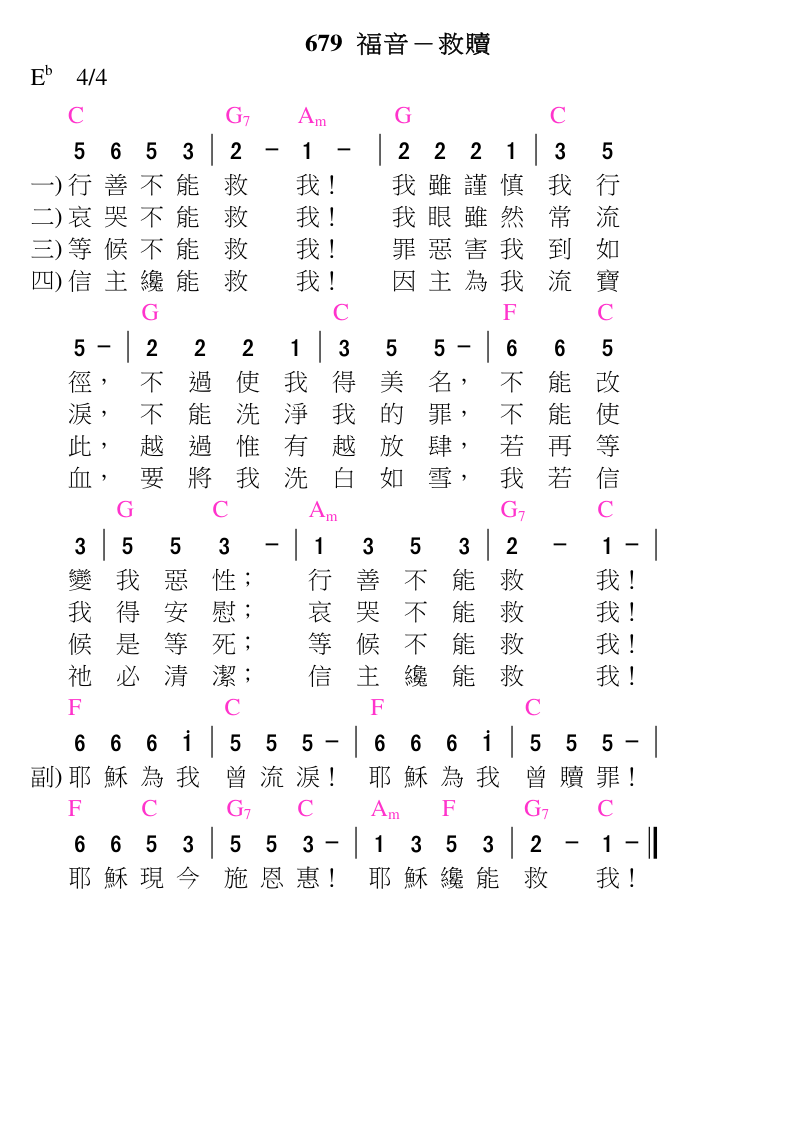 679 福音－救贖
E♭ 4/4
C G7 Am G C
5 6 5 3 | 2 － 1 － | 2 2 2 1 | 3 5
一) 行 善 不 能 救 我！ 我 雖 謹 慎 我 行
二) 哀 哭 不 能 救 我！ 我 眼 雖 然 常 流
三) 等 候 不 能 救 我！ 罪 惡 害 我 到 如
四) 信 主 纔 能 救 我！ 因 主 為 我 流 寶
G C F C
5 － | 2 2 2 1 | 3 5 5 － | 6 6 5
徑， 不 過 使 我 得 美 名， 不 能 改
淚， 不 能 洗 淨 我 的 罪， 不 能 使
此， 越 過 惟 有 越 放 肆， 若 再 等
血， 要 將 我 洗 白 如 雪， 我 若 信
G C Am G7 C
3 | 5 5 3 － | 1 3 5 3 | 2 － 1 － |
變 我 惡 性； 行 善 不 能 救 我！
我 得 安 慰； 哀 哭 不 能 救 我！
候 是 等 死； 等 候 不 能 救 我！
祂 必 清 潔； 信 主 纔 能 救 我！
F C F C
6 6 6 i | 5 5 5 － | 6 6 6 i | 5 5 5 － |
副) 耶 穌 為 我 曾 流 淚！ 耶 穌 為 我 曾 贖 罪！
F C G7 C Am F G7 C
6 6 5 3 | 5 5 3 － | 1 3 5 3 | 2 － 1 － ‖
耶 穌 現 今 施 恩 惠！ 耶 穌 纔 能 救 我！